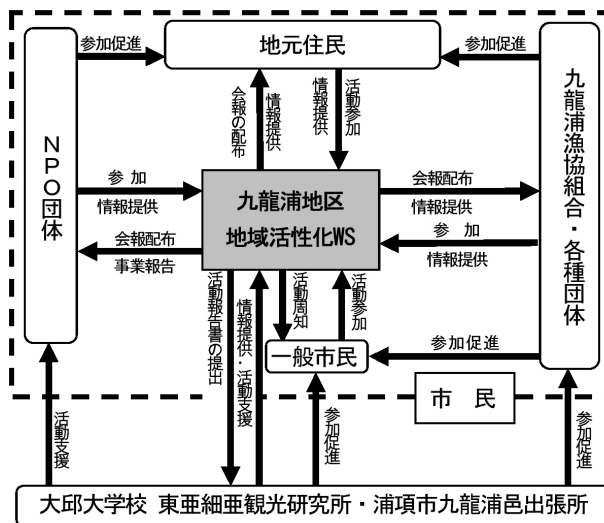 地元住民
参加促進
参加促進
会報の配布
情報提供
情報提供
活動参加
NPO団体
九龍浦漁協組合・各種団体
参 加
情報提供
会報配布
事業報告
九龍浦地区
地域活性化WS
会報配布
情報提供
参 加
情報提供
活動報告書の提出
情報提供・活動支援
活動周知
活動参加
一般市民
参加促進
市 民
活動支援
参加促進
参加促進
大邱大学校 東亜細亜観光研究所・浦項市九龍浦邑出張所